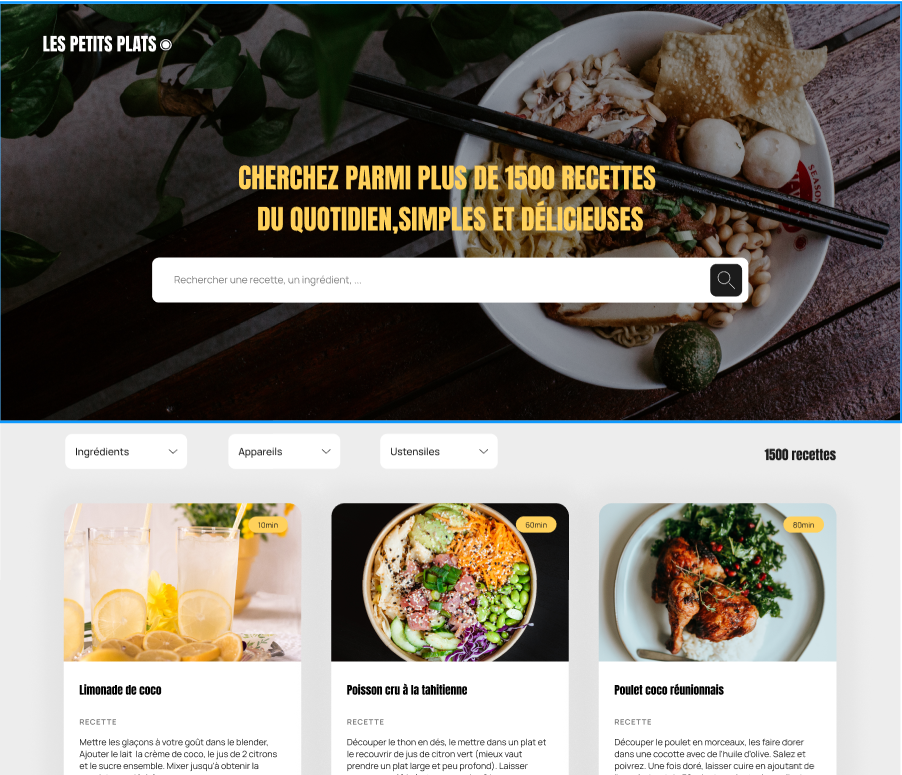 LES PETITS PLATS
CHERCHEZ PARMI PLUS DE 1500 RECETTES
DU QUOTIDIEN,SIMPLES ET DÉLICIEUSES
Rechercher une recette, un ingrédient, ...
Ingrédients
Appareils
Ustensiles
1500 recettes
10min
60min
80min
Limonade de coco
RECETTE
Mettre les glaçons à votre goût dans le blender,
Ajouter le lait la crème de coco, le jus de 2 citrons
et le sucre ensemble. Mixer jusqu'à obtenir la
Poisson cru à la tahitienne
RECETTE
Découper le thon en dés, le mettre dans un plat et
le recouvrir de jus de citron vert (mieux vaut
prendre un plat large et peu profond). Laisser
Poulet coco réunionnais
RECETTE
Découper le poulet en morceaux, les faire dorer
dans une cocotte avec de l'huile d'olive. Salez et
poivrez. Une fois doré, laisser cuire en ajoutant de